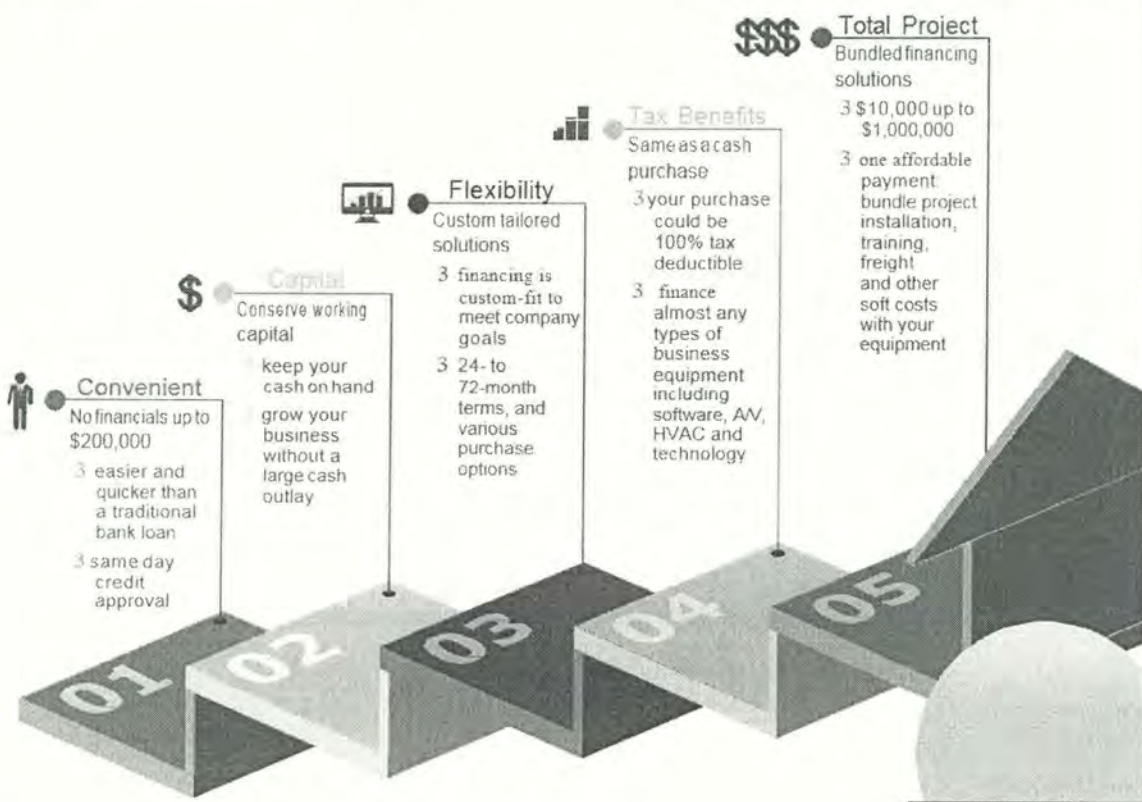 Convenient
No financials up to
$200,000
3 easier and
quicker than
a traditional
bank loan
3 same day
credit
approval
$
Capital
Conserve working
capital
keep your
cash on hand
grow your
business
without a
large cash
outlay
Flexibility
Custom tailored
solutions
3 financing is
custom-fit to
meet company
goals
3 24- to
72-month
terms, and
various
purchase
options
Tax Benefits
Same as a cash
purchase
3 your purchase
could be
100% tax
deductible
3 finance
almost any
types of
business
equipment
including
software, A/V,
HVAC and
technology
$$$
Total Project
Bundled financing
solutions
3 $10,000 up to
$1,000,000
3 one affordable
payment:
bundle project
installation,
training,
freight
and other
soft costs
with your
equipment
01
02
03
04
05